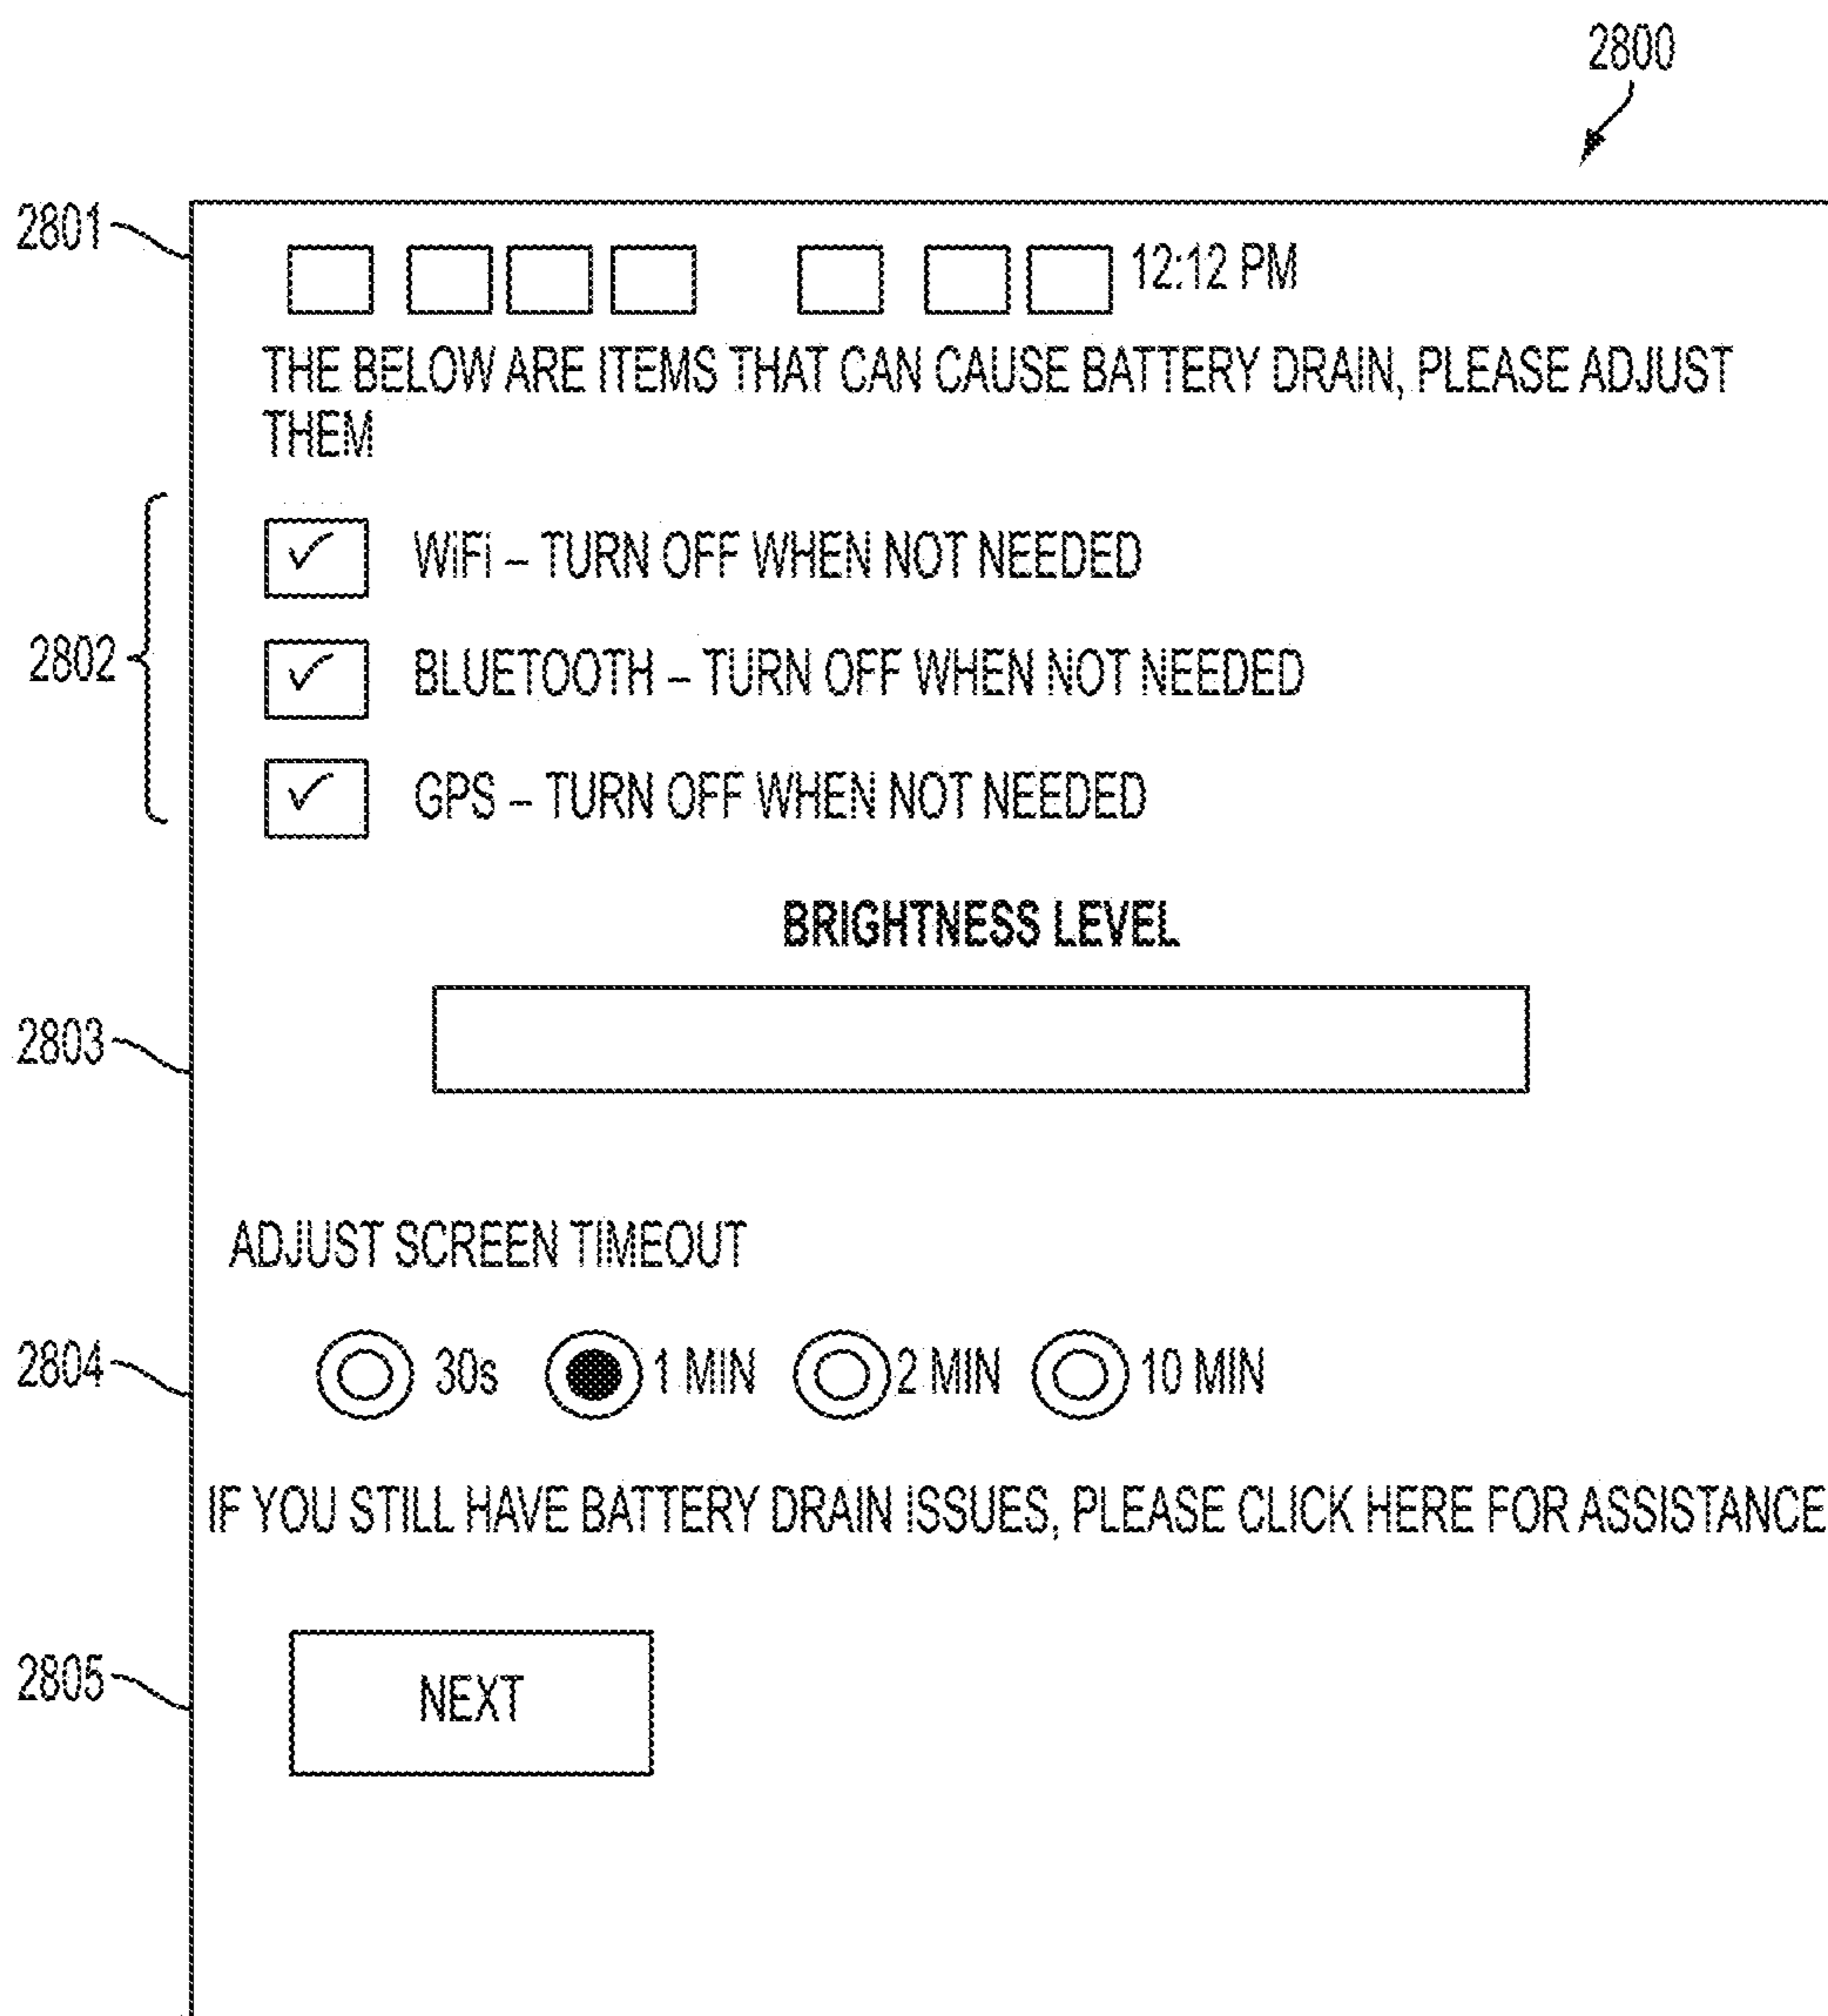 2800
2801
12:12 PM
THE BELOW ARE ITEMS THAT CAN CAUSE BATTERY DRAIN, PLEASE ADJUST
THEM
2802
WiFi – TURN OFF WHEN NOT NEEDED
BLUETOOTH – TURN OFF WHEN NOT NEEDED
GPS – TURN OFF WHEN NOT NEEDED
BRIGHTNESS LEVEL
2803
ADJUST SCREEN TIMEOUT
2804
30s 1 MIN 2 MIN 10 MIN
IF YOU STILL HAVE BATTERY DRAIN ISSUES, PLEASE CLICK HERE FOR ASSISTANCE
2805
NEXT